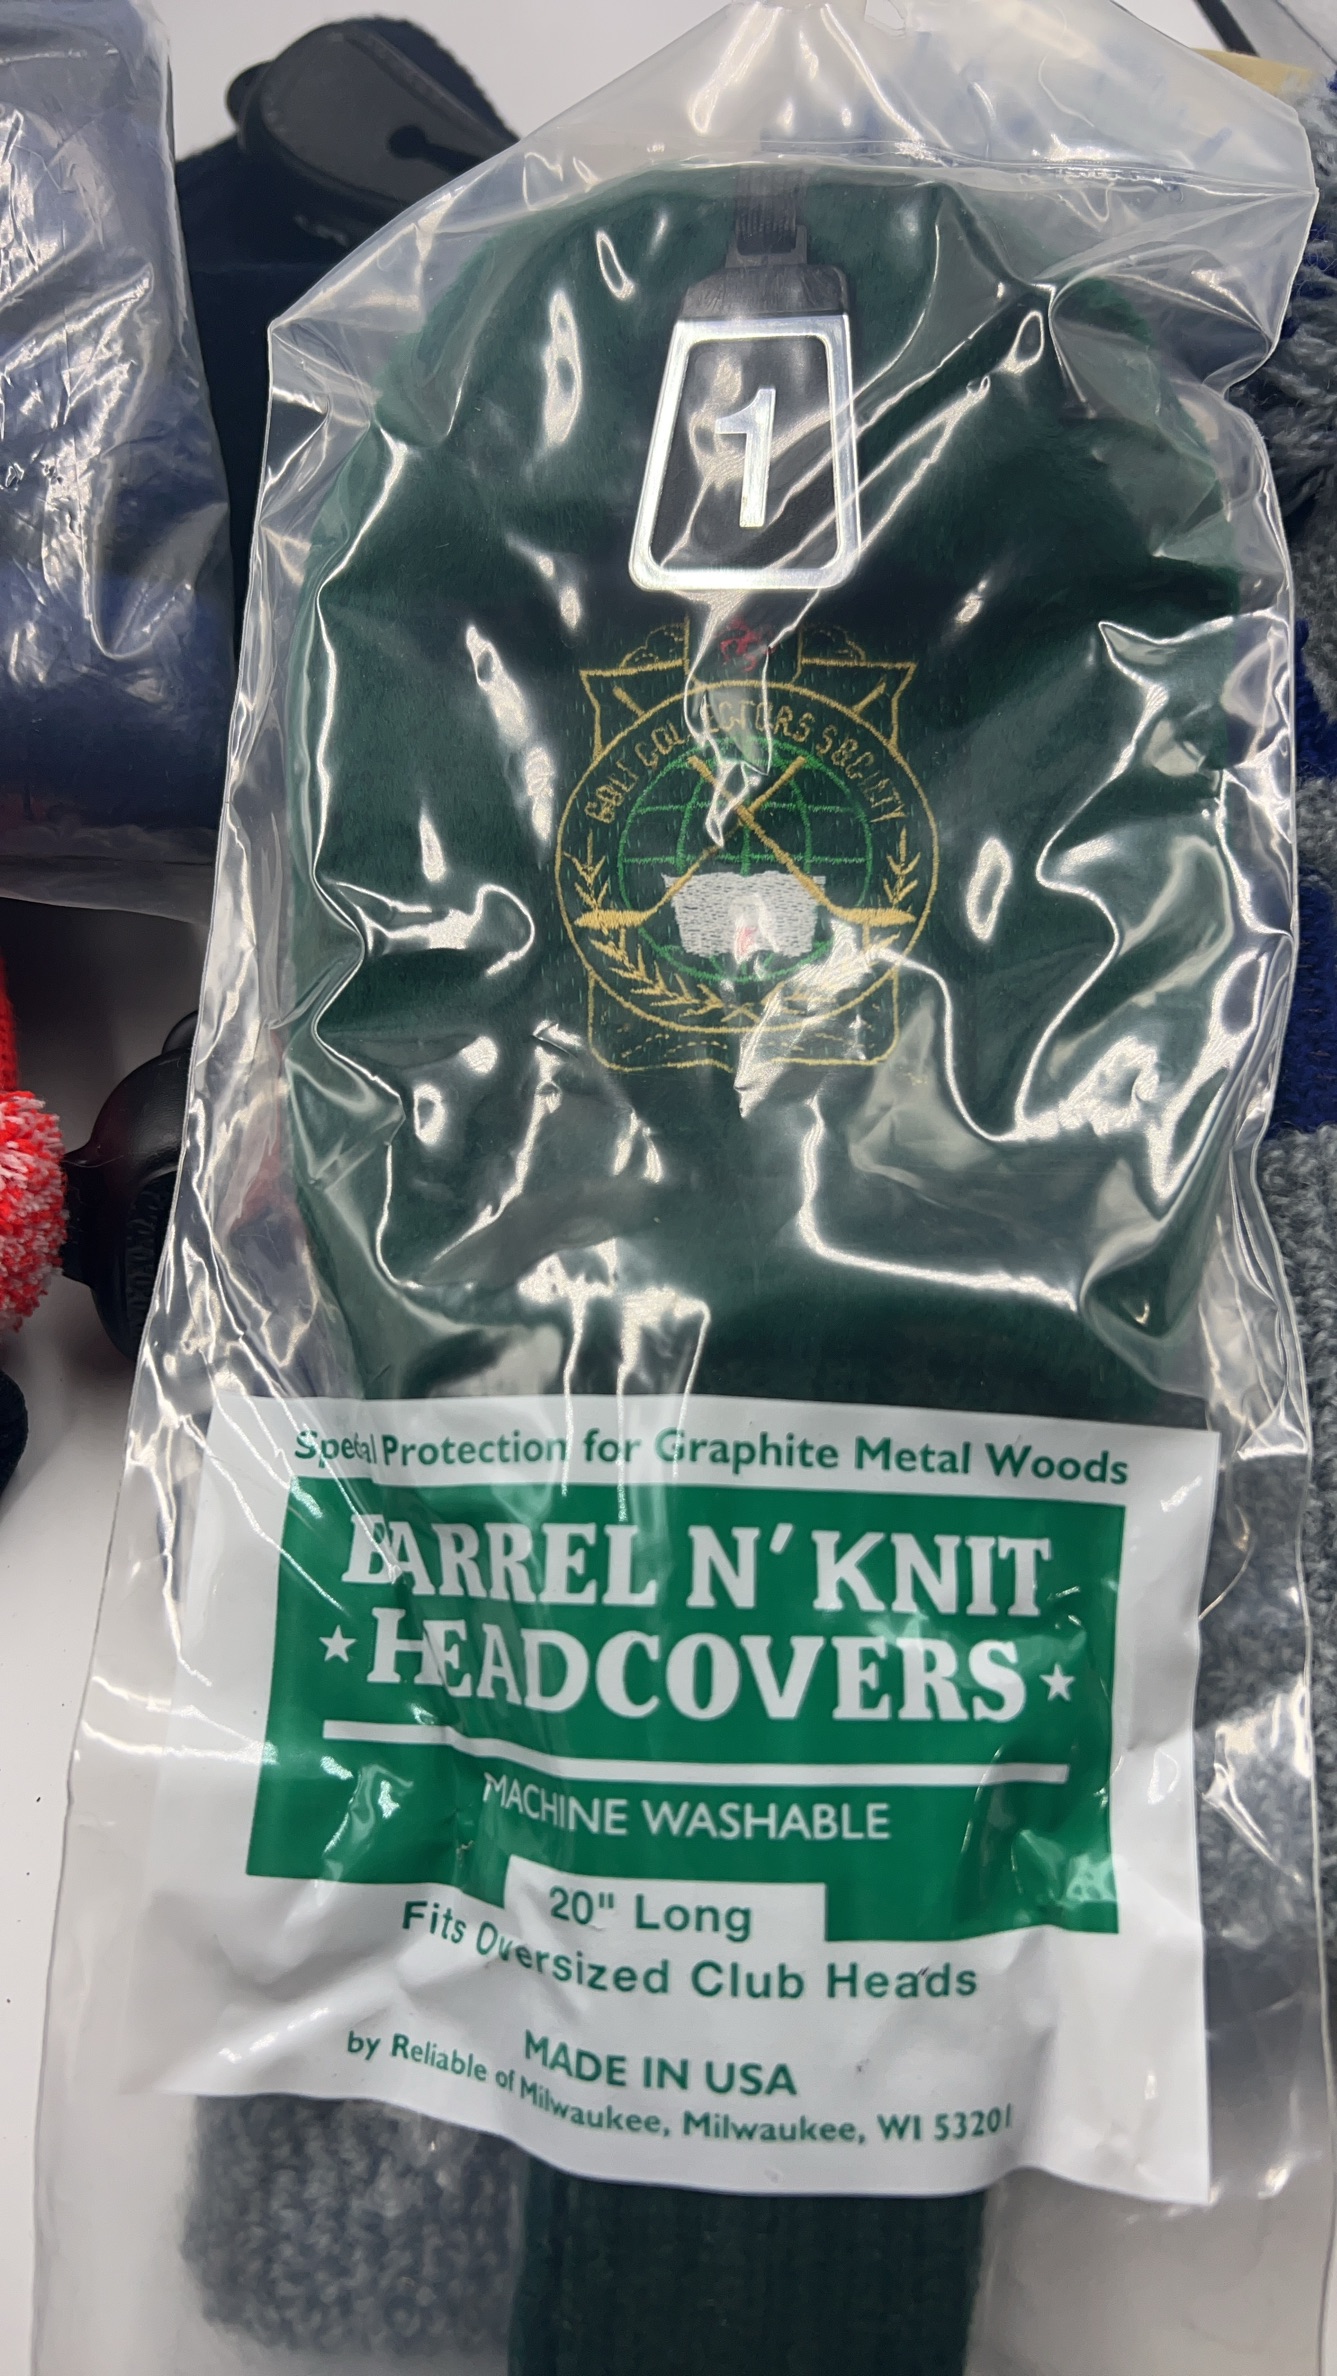 1
GOLF COLLECTORS SOCIETY
Special Protection for Graphite Metal Woods
BARREL N' KNIT
★ HEADCOVERS ★
MACHINE WASHABLE
20" Long
Fits Oversized Club Heads
MADE IN USA
by Reliable of Milwaukee, Milwaukee, WI 53201